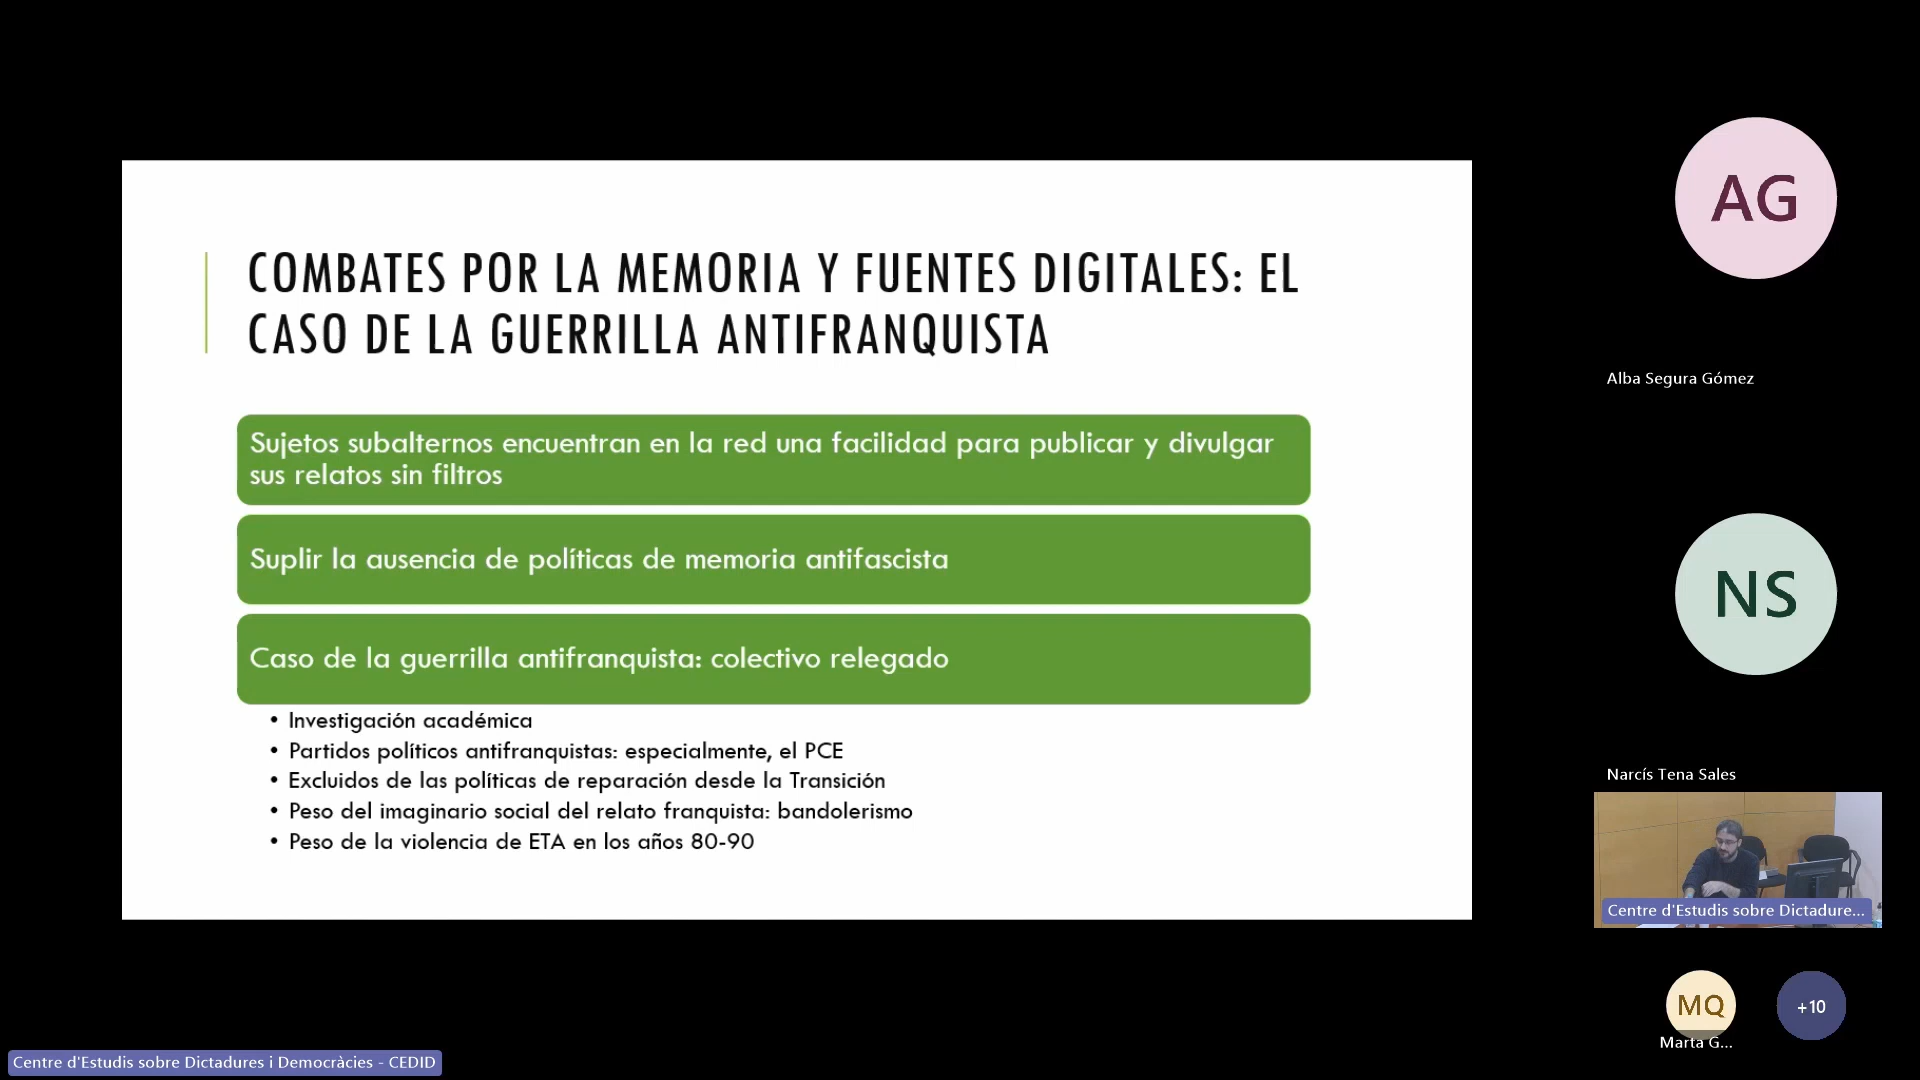 COMBATES POR LA MEMORIA Y FUENTES DIGITALES: EL
CASO DE LA GUERRILLA ANTIFRANQUISTA
Sujetos subalternos encuentran en la red una facilidad para publicar y divulgar
sus relatos sin filtros
Suplir la ausencia de políticas de memoria antifascista
Caso de la guerrilla antifranquista: colectivo relegado
• Investigación académica
• Partidos políticos antifranquistas: especialmente, el PCE
• Excluidos de las políticas de reparación desde la Transición
• Peso del imaginario social del relato franquista: bandolerismo
• Peso de la violencia de ETA en los años 80-90
AG
Alba Segura Gómez
NS
Narcís Tena Sales
Centre d'Estudis sobre Dictadure...
MQ
+10
Marta G...
Centre d'Estudis sobre Dictadures i Democràcies - CEDID